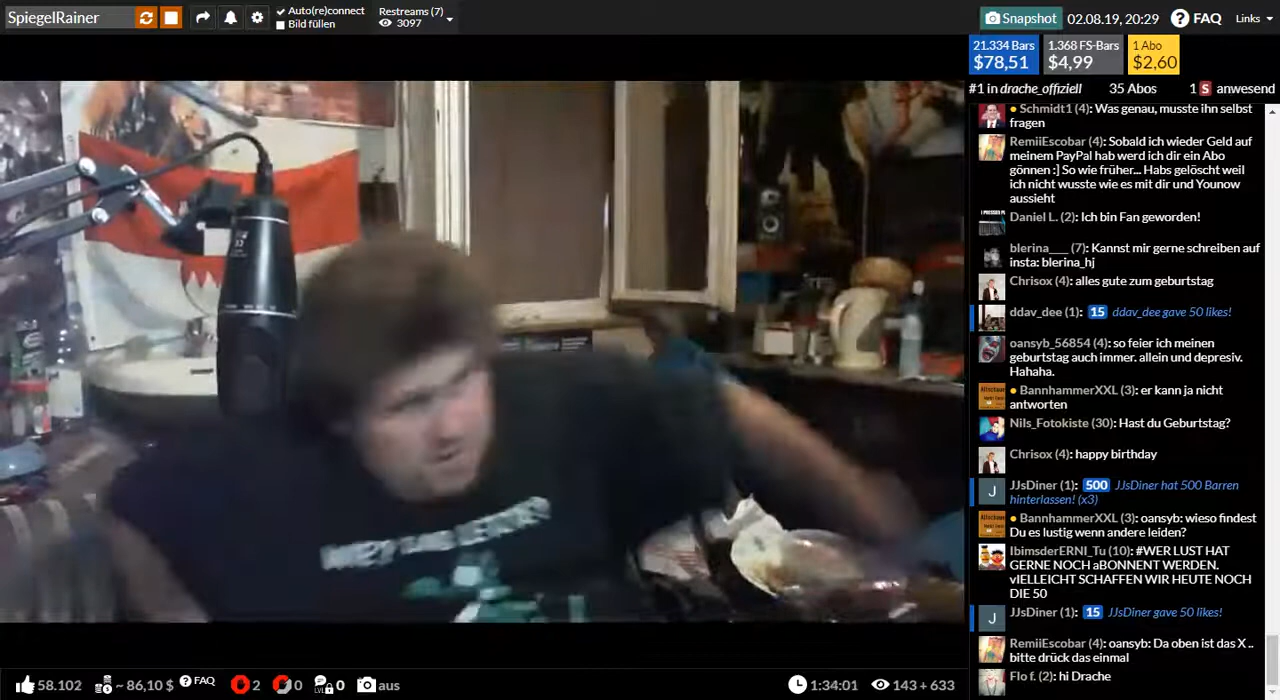 SpiegelRainer
Auto(re)connect
Bild füllen
Restreams (7)
3097
Snapshot
02.08.19, 20:29
FAQ
Links
21.334 Bars
$78,51
1.368 FS-Bars
$4,99
1 Abo
$2,60
#1 in drache_offiziell
35 Abos
1 S anwesend
Schmidt1 (4): Was genau, musste ihn selbst
fragen
RemiiEscobar (4): Sobald ich wieder Geld auf
meinem PayPal hab werd ich dir ein Abo
gönnen :] So wie früher... Habs gelöscht weil
ich nicht wusste wie es mit dir und Younow
aussieht
Daniel L. (2): Ich bin Fan geworden!
blerina___ (7): Kannst mir gerne schreiben auf
insta: blerina_hj
Chrisox (4): alles gute zum geburtstag
ddav_dee (1): 15 ddav_dee gave 50 likes!
oansyb_56854 (4): so feier ich meinen
geburtstag auch immer. allein und depresiv.
Hahaha.
BannhammerXXL (3): er kann ja nicht
antworten
Nils_Fotokiste (30): Hast du Geburtstag?
Chrisox (4): happy birthday
J
JJsDiner (1): 500 JJsDiner hat 500 Barren
hinterlassen! (x3)
BannhammerXXL (3): oansyb: wieso findest
Du es lustig wenn andere leiden?
IbimsderERNI_Tu (10): #WER LUST HAT
GERNE NOCH aBONNENT WERDEN.
vIELLEICHT SCHAFFEN WIR HEUTE NOCH
DIE 50
J
JJsDiner (1): 15 JJsDiner gave 50 likes!
RemiiEscobar (4): oansyb: Da oben ist das X ..
bitte drück das einmal
Flo f. (2): hi Drache
58.102
~ 86,10 $
FAQ
2
0
LVL
0
aus
1:34:01
143 + 633